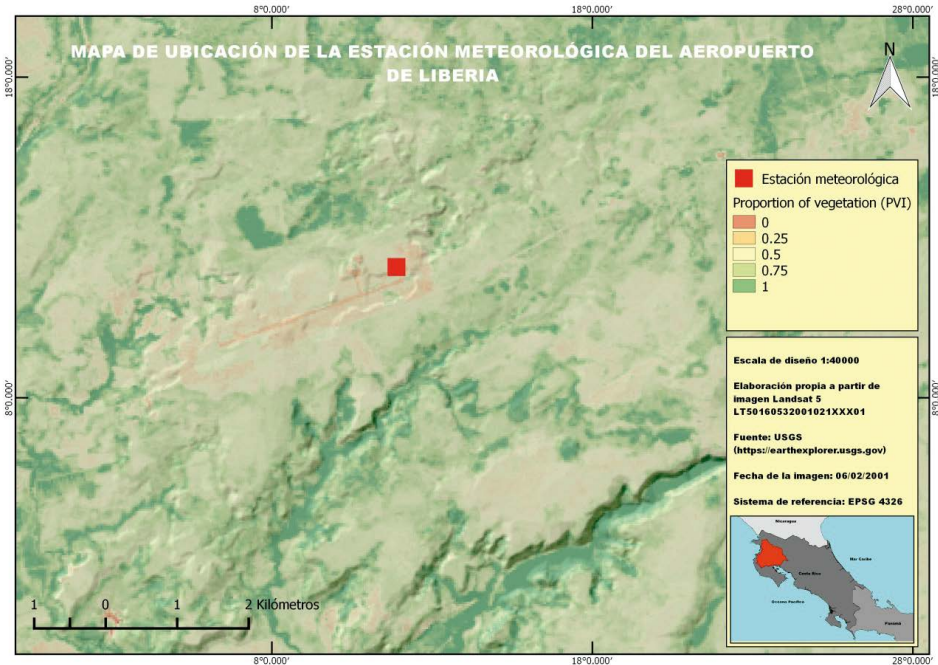 8°0.000'
18°0.000'
28°0.000'
MAPA DE UBICACIÓN DE LA ESTACIÓN METEOROLÓGICA DEL AEROPUERTO
DE LIBERIA
N
18°0.000'
18°0.000'
Estación meteorológica
Proportion of vegetation (PVI)
0
0.25
0.5
0.75
1
Escala de diseño 1:40000
Elaboración propia a partir de
imagen Landsat 5
LT50160532001021XXX01
Fuente: USGS
(https://earthexplorer.usgs.gov)
Fecha de la imagen: 06/02/2001
Sistema de referencia: EPSG 4326
8°0.000'
8°0.000'
Nicaragua
Mar Caribe
Costa Rica
Oceano Pacífico
Panamá
1 0 1 2 Kilómetros
8°0.000'
18°0.000'
28°0.000'